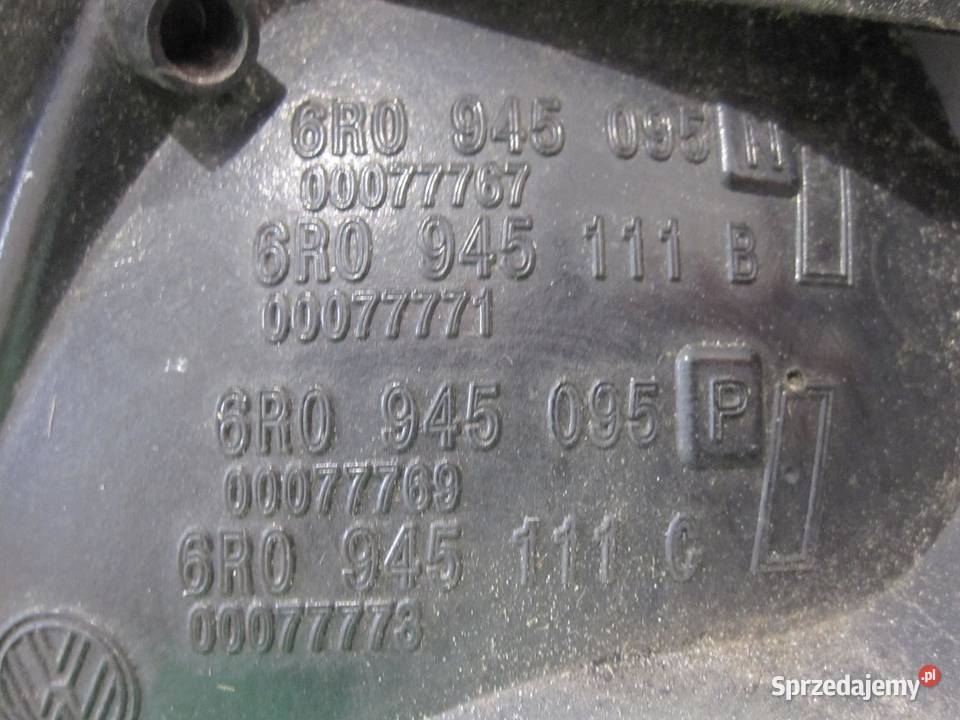 6R0 945 095 N
00077767
6R0 945 111 B
00077771
6R0 945 095 P
00077769
6R0 945 111 C
00077773
Sprzedajemy.pl